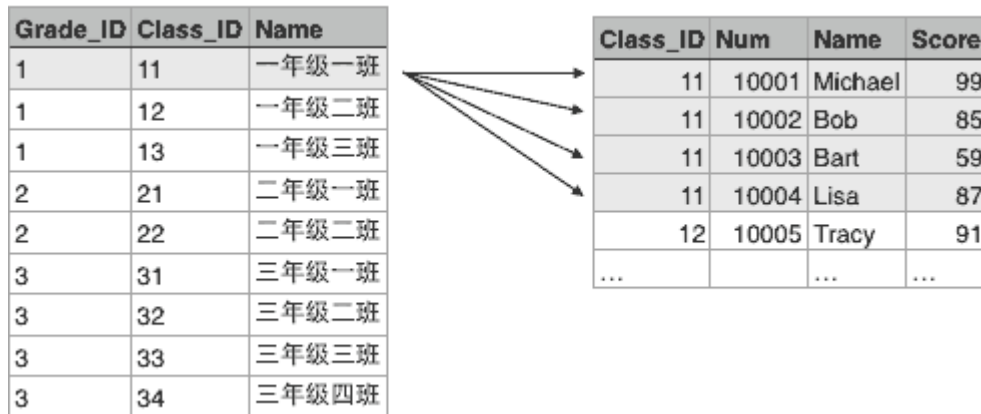 Grade_ID Class_ID Name
1 11 一年级一班
1 12 一年级二班
1 13 一年级三班
2 21 二年级一班
2 22 二年级二班
3 31 三年级一班
3 32 三年级二班
3 33 三年级三班
3 34 三年级四班
Class_ID Num Name Score
11 10001 Michael 99
11 10002 Bob 85
11 10003 Bart 59
11 10004 Lisa 87
12 10005 Tracy 91
... ... ...